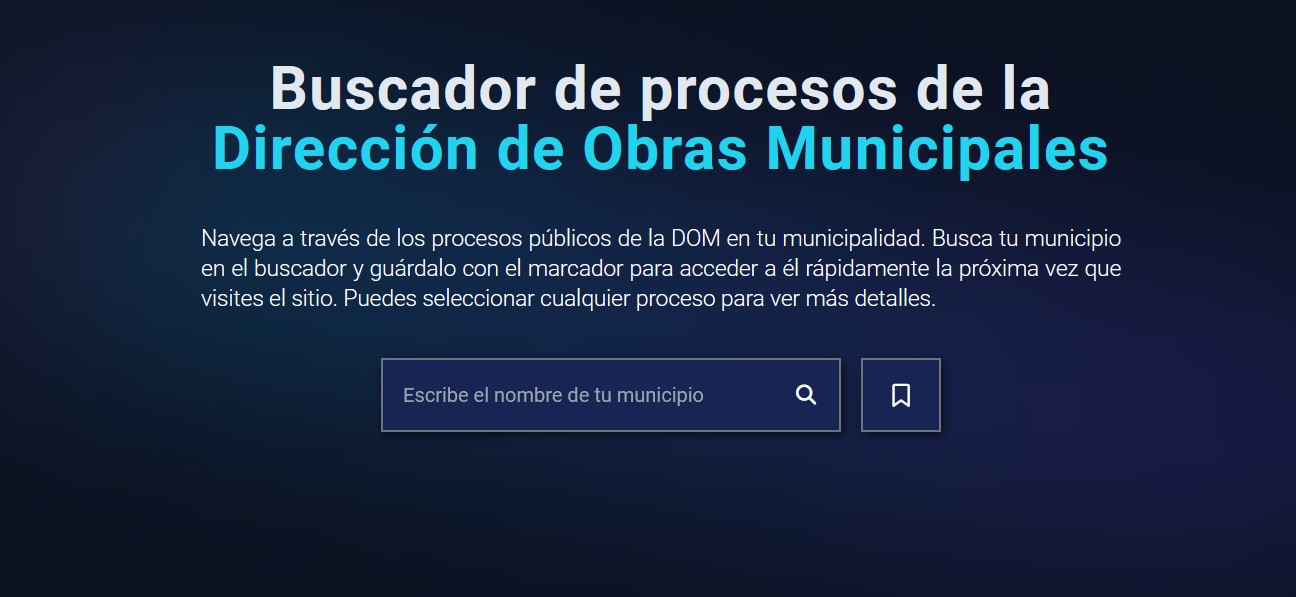 Buscador de procesos de la
Dirección de Obras Municipales
Navega a través de los procesos públicos de la DOM en tu municipalidad. Busca tu municipio
en el buscador y guárdalo con el marcador para acceder a él rápidamente la próxima vez que
visites el sitio. Puedes seleccionar cualquier proceso para ver más detalles.
Escribe el nombre de tu municipio